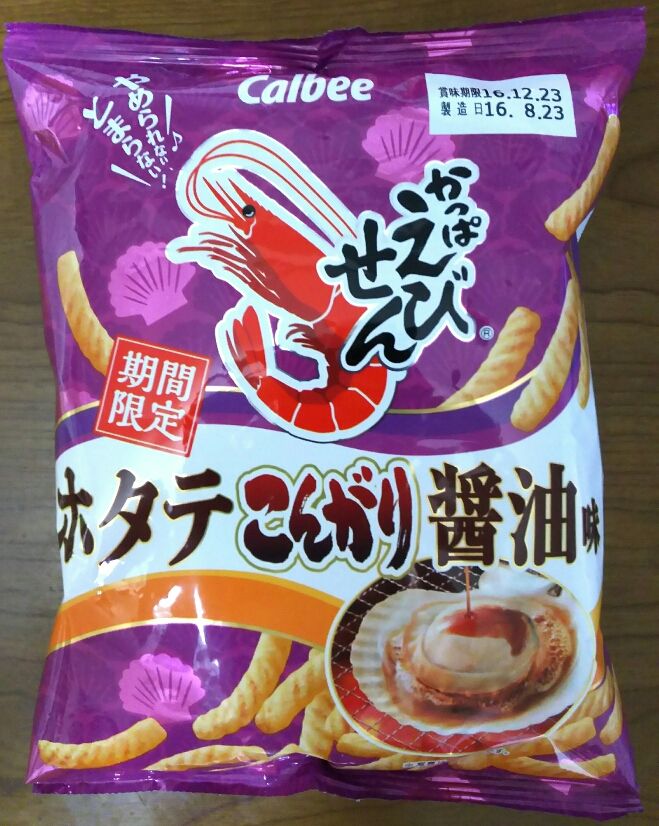 Calbee
賞味期限16.12.23
製造日16. 8.23
やめられない♪
とまらない!!
かっぱ
えび
せん
®
期間
限定
ホタテこんがり醤油味